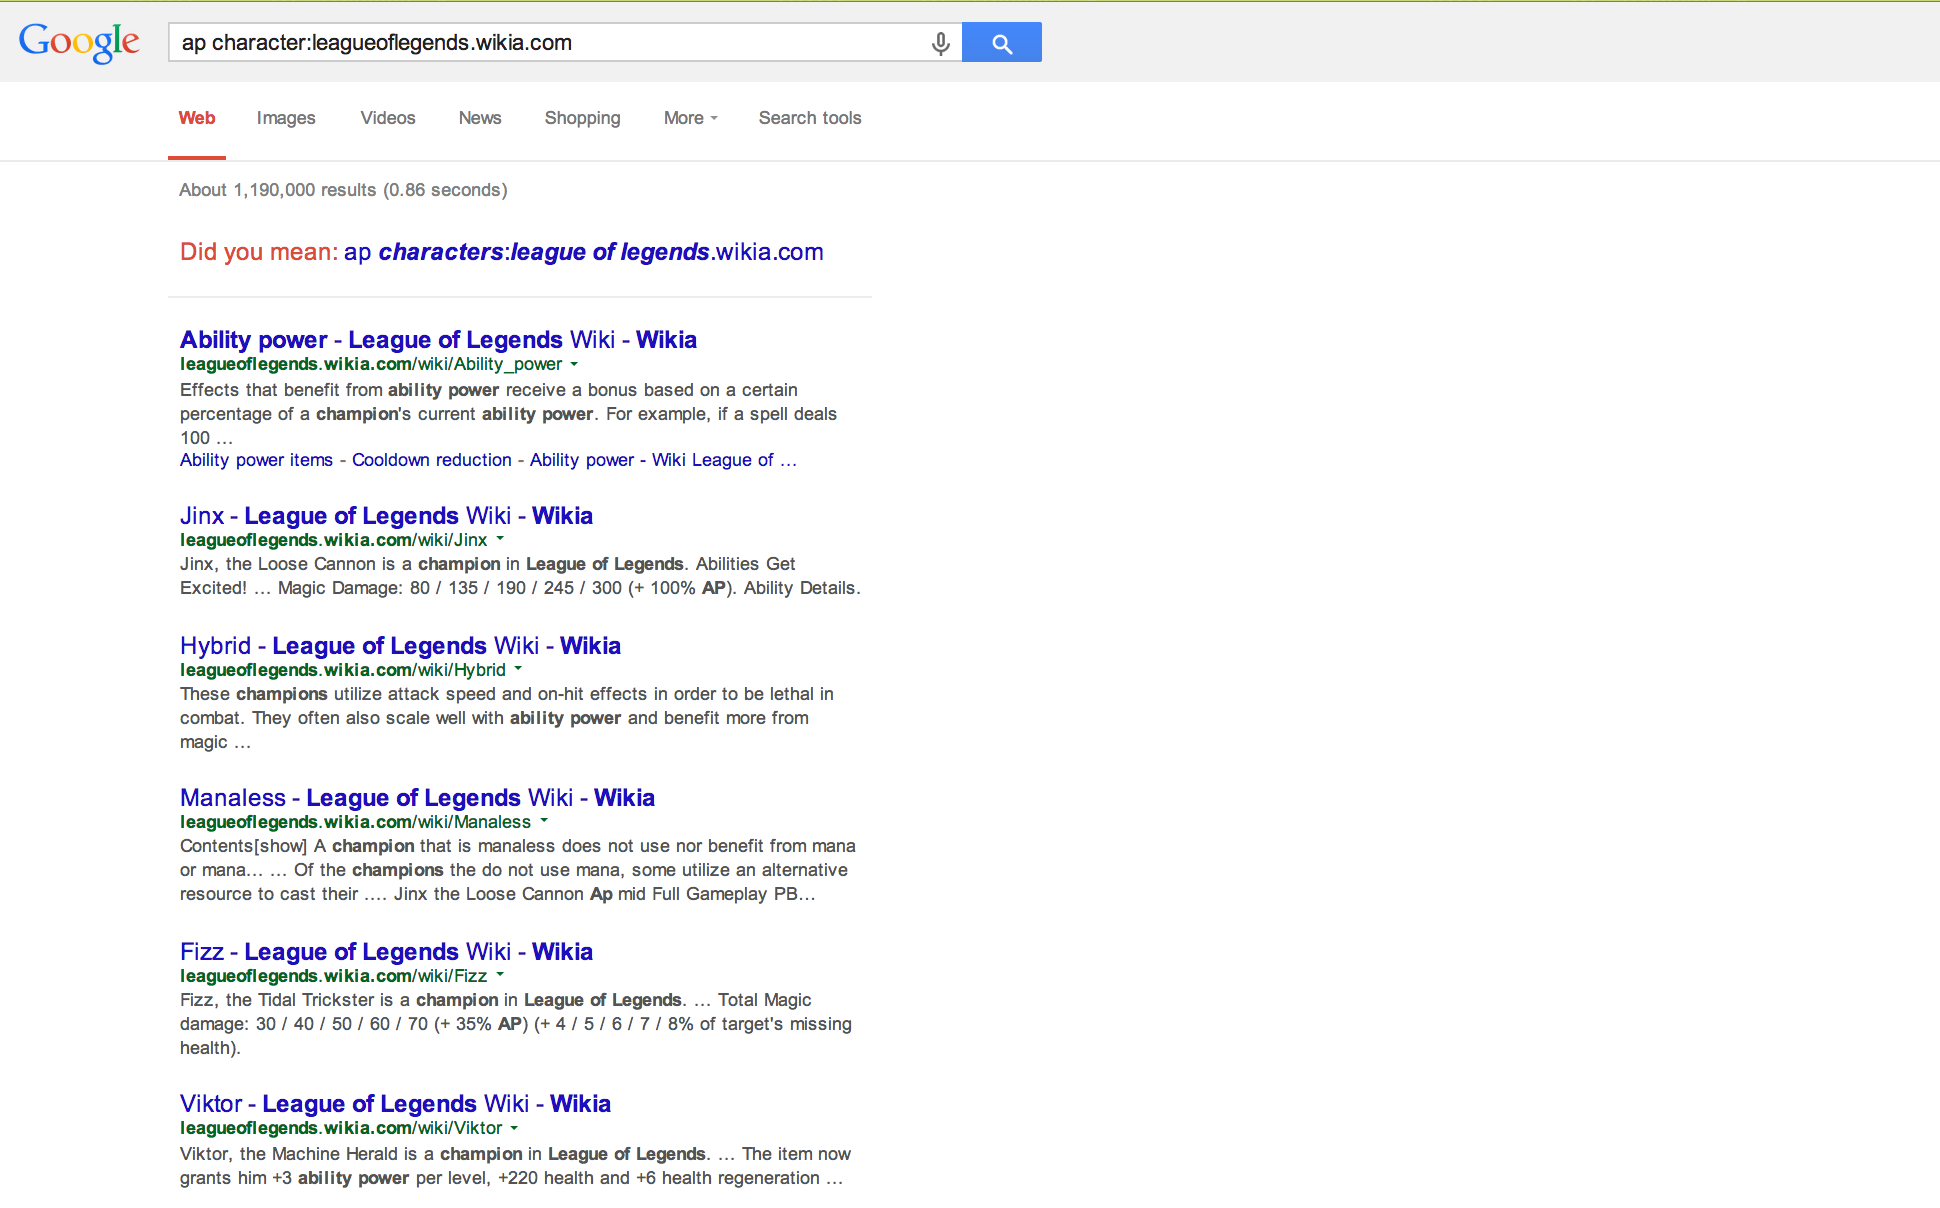 Google
ap character:leagueoflegends.wikia.com
Web Images Videos News Shopping More Search tools
About 1,190,000 results (0.86 seconds)
Did you mean: ap characters:league of legends.wikia.com
Ability power - League of Legends Wiki - Wikia
leagueoflegends.wikia.com/wiki/Ability_power
Effects that benefit from ability power receive a bonus based on a certain
percentage of a champion's current ability power. For example, if a spell deals
100 ...
Ability power items - Cooldown reduction - Ability power - Wiki League of ...
Jinx - League of Legends Wiki - Wikia
leagueoflegends.wikia.com/wiki/Jinx
Jinx, the Loose Cannon is a champion in League of Legends. Abilities Get
Excited! ... Magic Damage: 80 / 135 / 190 / 245 / 300 (+ 100% AP). Ability Details.
Hybrid - League of Legends Wiki - Wikia
leagueoflegends.wikia.com/wiki/Hybrid
These champions utilize attack speed and on-hit effects in order to be lethal in
combat. They often also scale well with ability power and benefit more from
magic ...
Manaless - League of Legends Wiki - Wikia
leagueoflegends.wikia.com/wiki/Manaless
Contents[show] A champion that is manaless does not use nor benefit from mana
or mana... ... Of the champions the do not use mana, some utilize an alternative
resource to cast their .... Jinx the Loose Cannon Ap mid Full Gameplay PB...
Fizz - League of Legends Wiki - Wikia
leagueoflegends.wikia.com/wiki/Fizz
Fizz, the Tidal Trickster is a champion in League of Legends. ... Total Magic
damage: 30 / 40 / 50 / 60 / 70 (+ 35% AP) (+ 4 / 5 / 6 / 7 / 8% of target's missing
health).
Viktor - League of Legends Wiki - Wikia
leagueoflegends.wikia.com/wiki/Viktor
Viktor, the Machine Herald is a champion in League of Legends. ... The item now
grants him +3 ability power per level, +220 health and +6 health regeneration ...